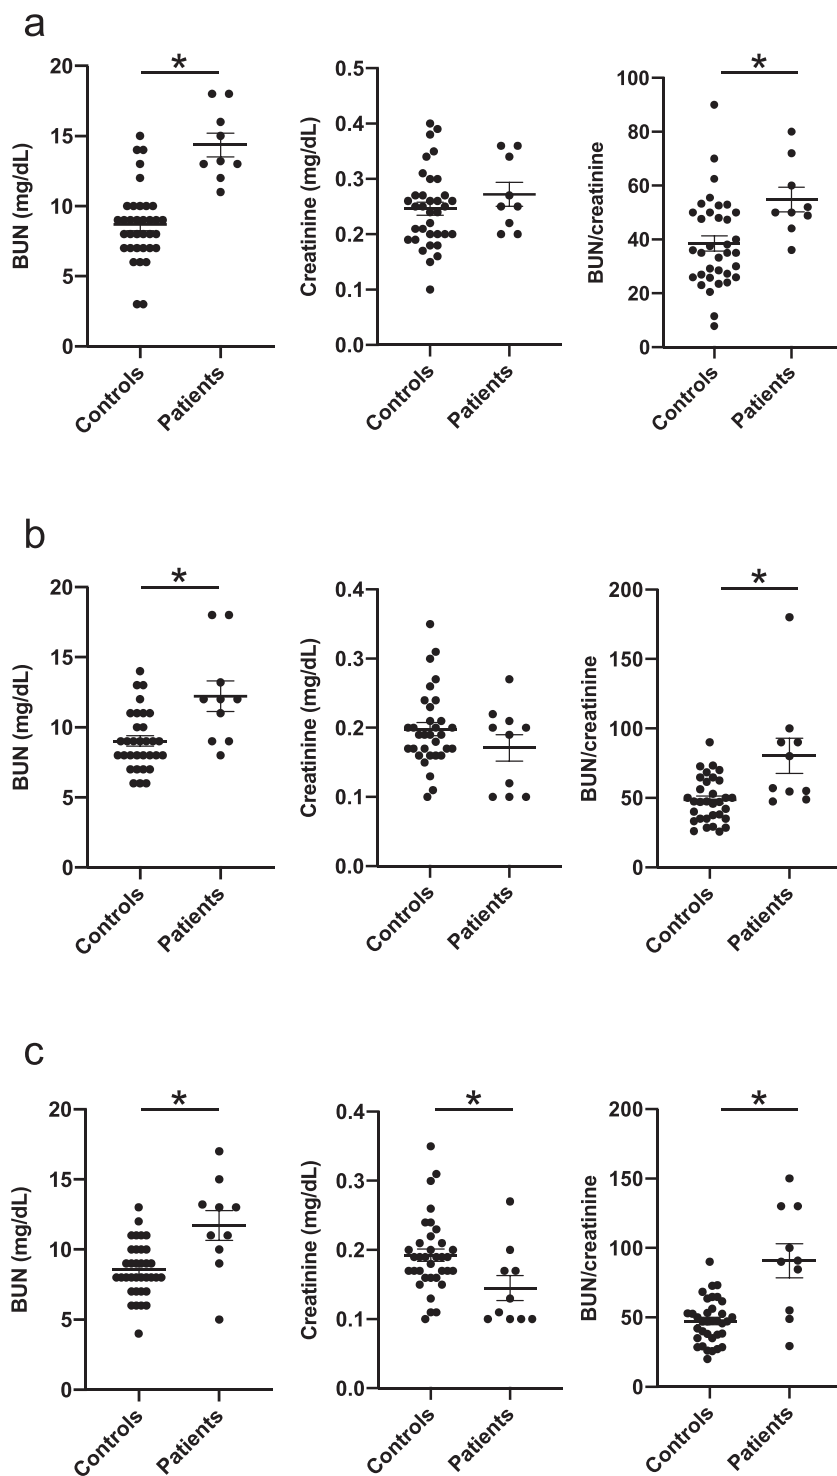 a
* * *
BUN (mg/dL)
20
15
10
5
0
Controls Patients
Creatinine (mg/dL)
0.5
0.4
0.3
0.2
0.1
0.0
Controls Patients
BUN/creatinine
100
80
60
40
20
0
Controls Patients
b
* *
BUN (mg/dL)
20
15
10
5
0
Controls Patients
Creatinine (mg/dL)
0.4
0.3
0.2
0.1
0.0
Controls Patients
BUN/creatinine
200
150
100
50
0
Controls Patients
c
* * *
BUN (mg/dL)
20
15
10
5
0
Controls Patients
Creatinine (mg/dL)
0.4
0.3
0.2
0.1
0.0
Controls Patients
BUN/creatinine
200
150
100
50
0
Controls Patients